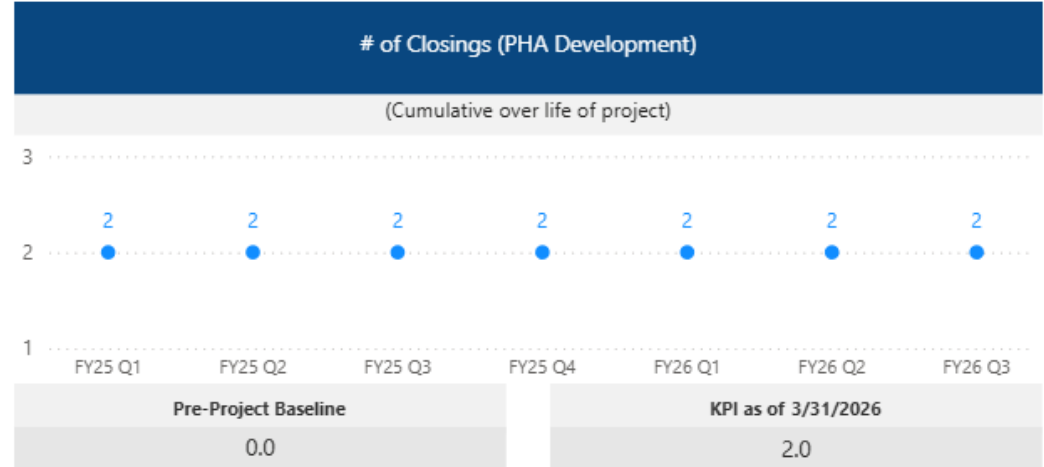 # of Closings (PHA Development)
(Cumulative over life of project)
3
2 2 2 2 2 2 2
2
1
FY25 Q1 FY25 Q2 FY25 Q3 FY25 Q4 FY26 Q1 FY26 Q2 FY26 Q3
Pre-Project Baseline KPI as of 3/31/2026
0.0 2.0